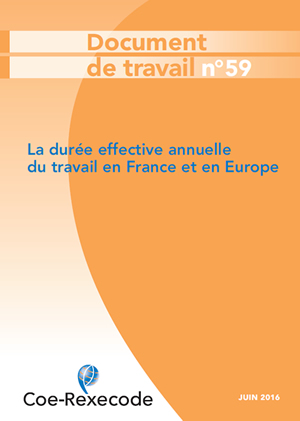 Document
de travail n°59
La durée effective annuelle
du travail en France et en Europe
Coe-Rexecode
JUIN 2016